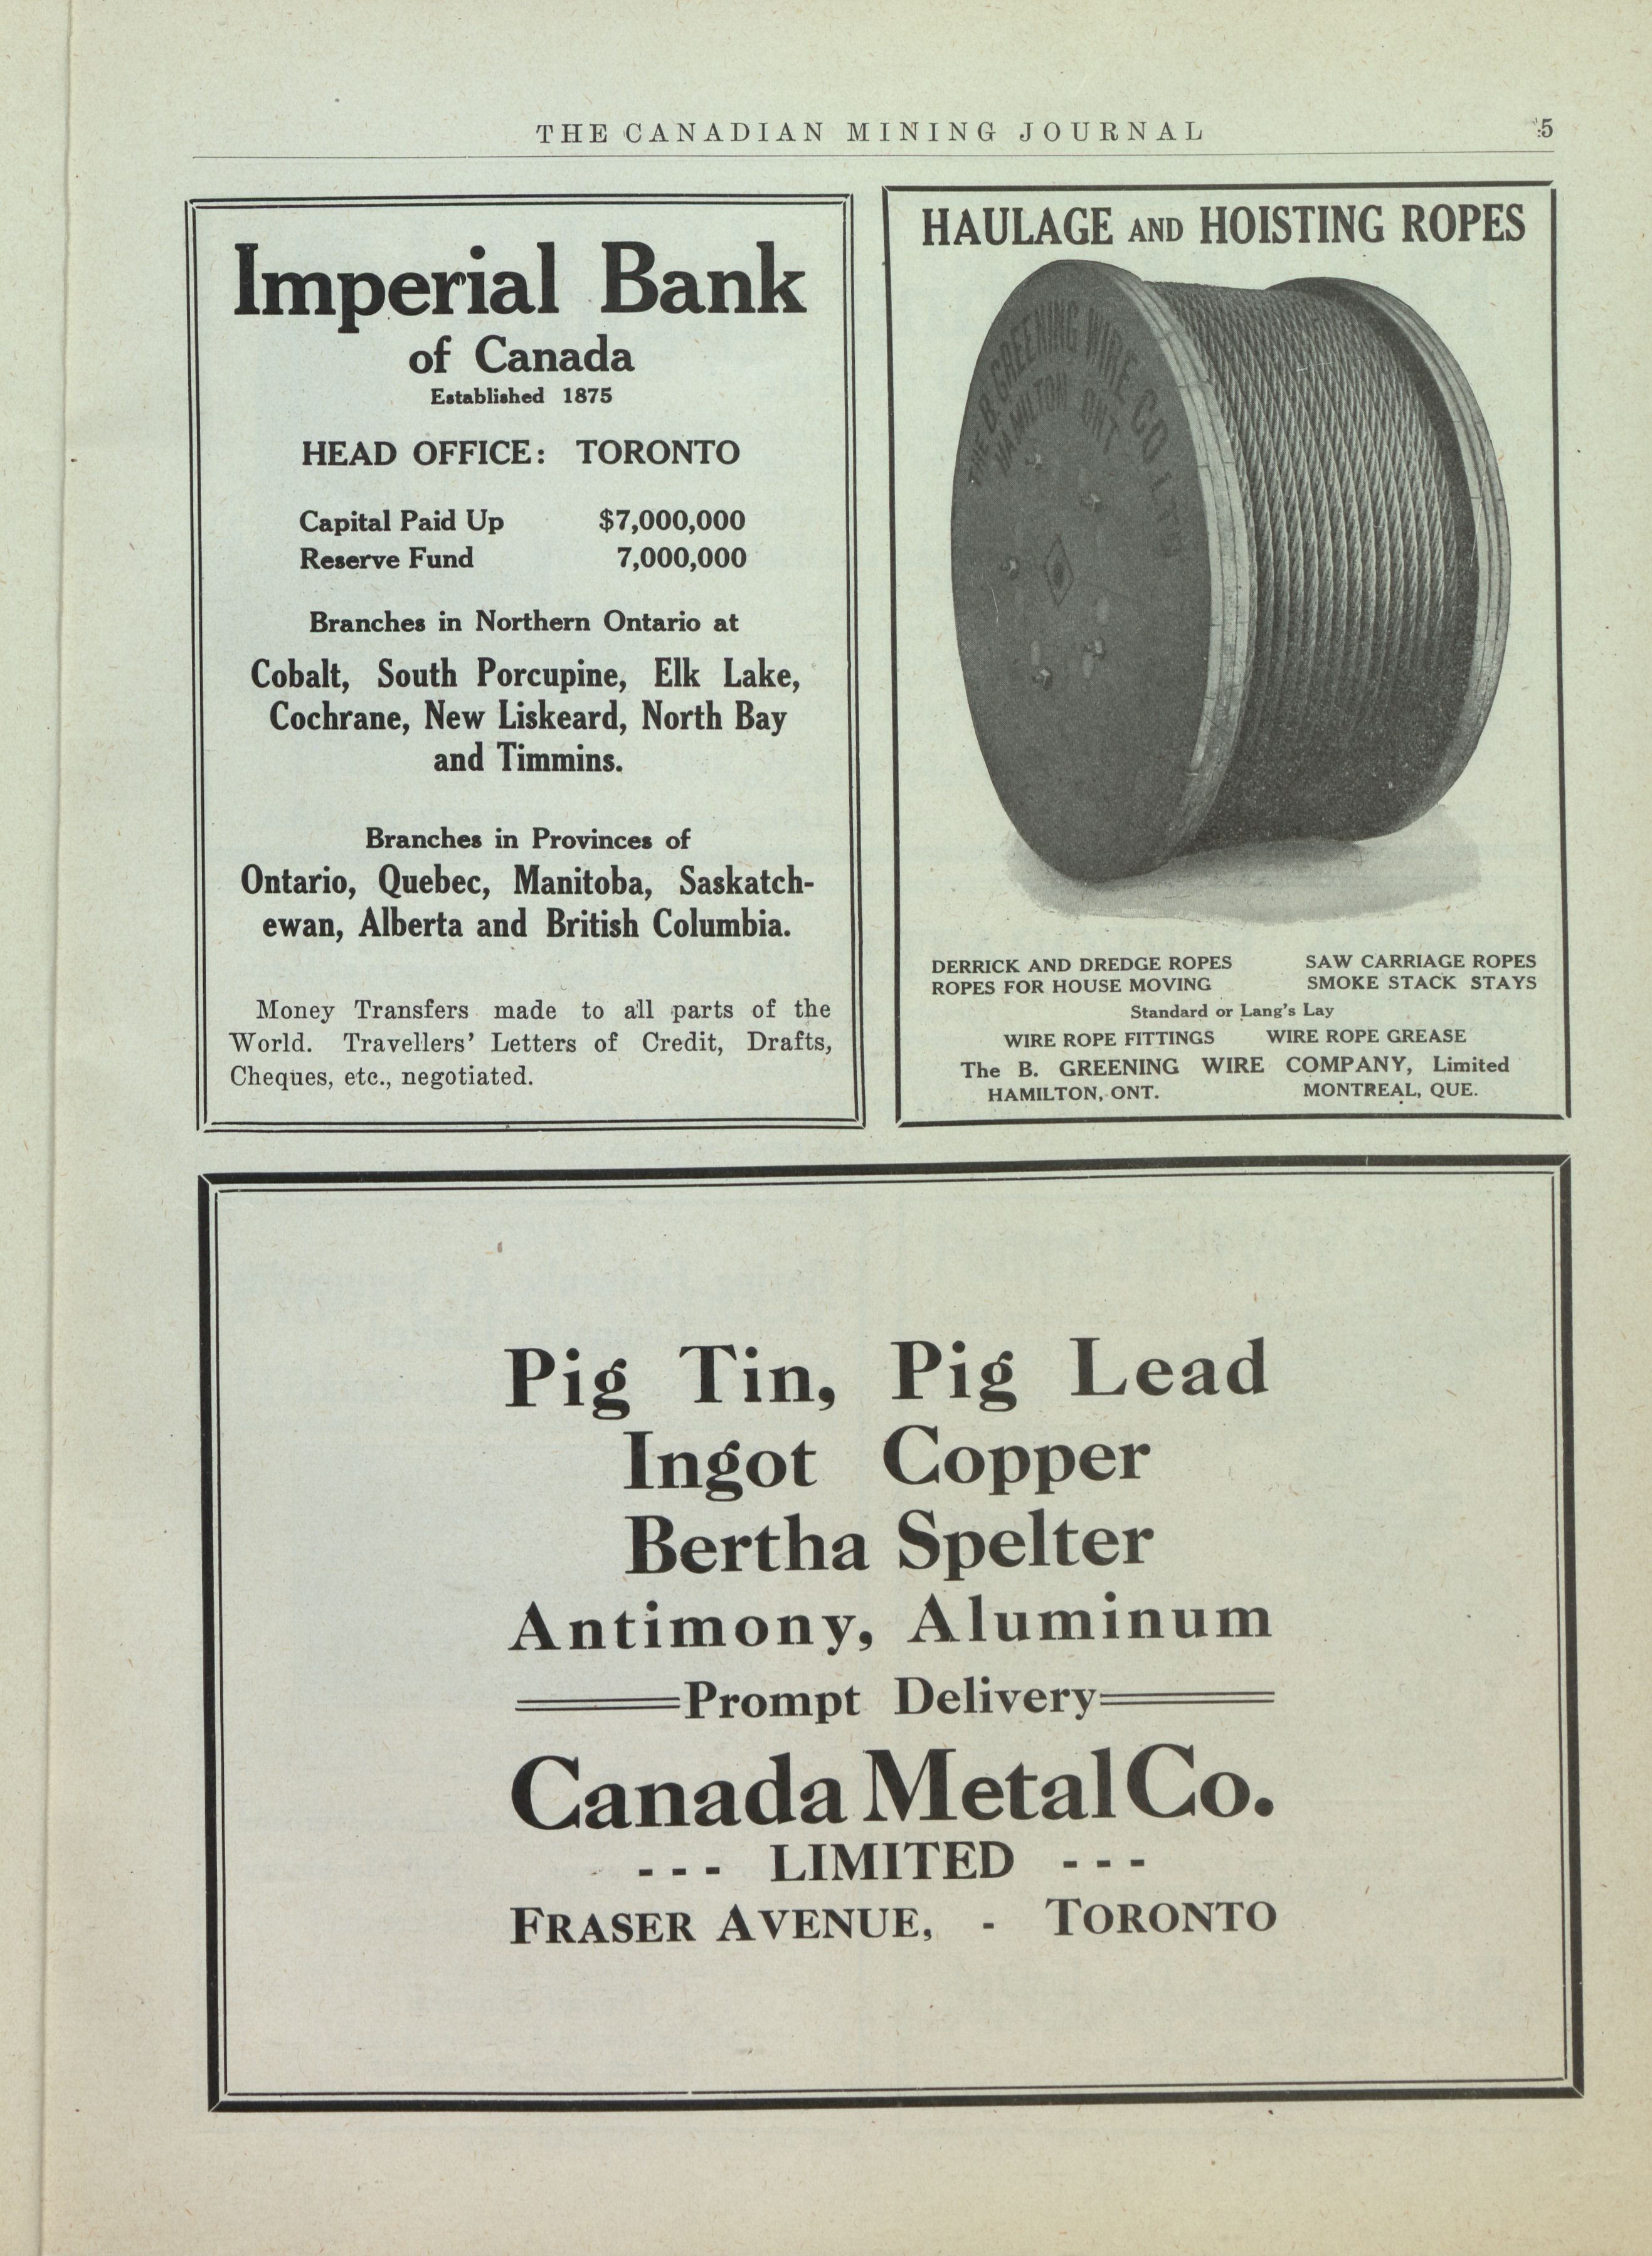 THE CANADIAN MINING JOURNAL 5
Imperial Bank
of Canada
Established 1875
HEAD OFFICE: TORONTO
Capital Paid Up $7,000,000
Reserve Fund 7,000,000
Branches in Northern Ontario at
Cobalt, South Porcupine, Elk Lake,
Cochrane, New Liskeard, North Bay
and Timmins.
Branches in Provinces of
Ontario, Quebec, Manitoba, Saskatch-
ewan, Alberta and British Columbia.
Money Transfers made to all parts of the
World. Travellers' Letters of Credit, Drafts,
Cheques, etc., negotiated.
HAULAGE AND HOISTING ROPES
THE B. GREENING WIRE CO LTD
HAMILTON ONT
DERRICK AND DREDGE ROPES SAW CARRIAGE ROPES
ROPES FOR HOUSE MOVING SMOKE STACK STAYS
Standard or Lang's Lay
WIRE ROPE FITTINGS WIRE ROPE GREASE
The B. GREENING WIRE COMPANY, Limited
HAMILTON, ONT. MONTREAL, QUE.
Pig Tin, Pig Lead
Ingot Copper
Bertha Spelter
Antimony, Aluminum
Prompt Delivery
Canada Metal Co.
--- LIMITED ---
FRASER AVENUE, - TORONTO